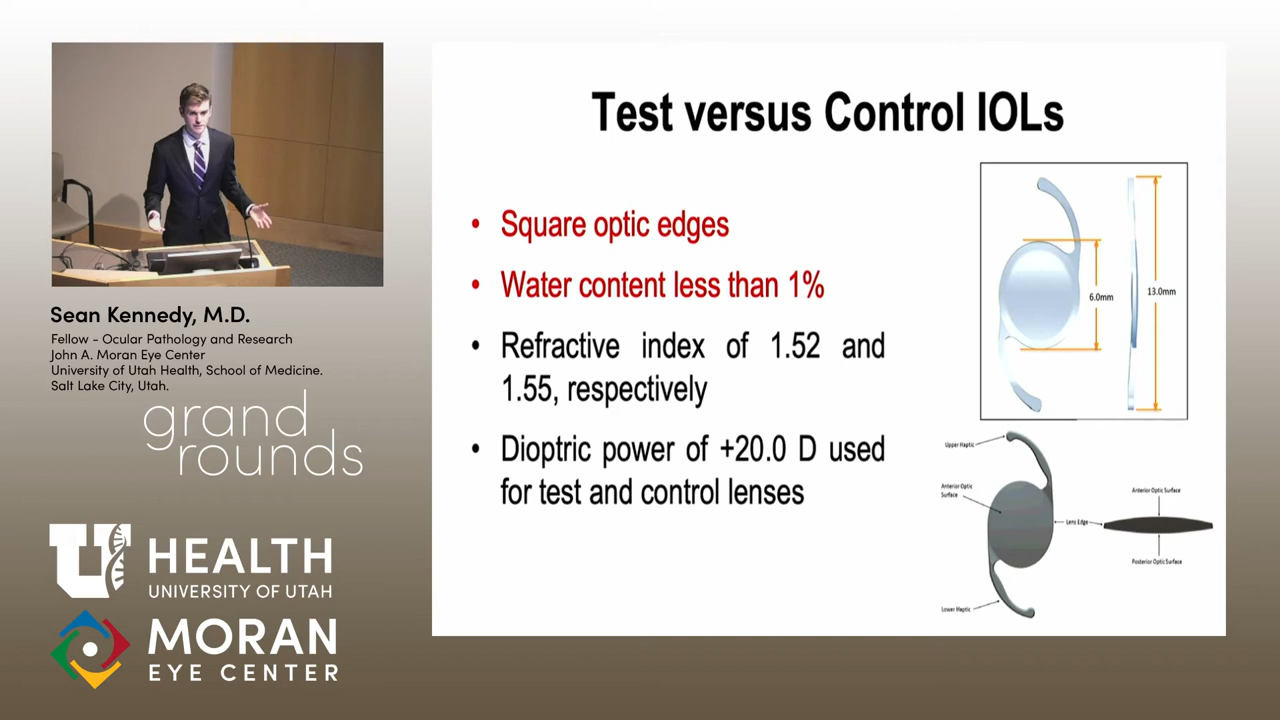 Test versus Control IOLs
• Square optic edges
• Water content less than 1%
• Refractive index of 1.52 and
1.55, respectively
• Dioptric power of +20.0 D used
for test and control lenses
6.0mm
13.0mm
Upper Haptic
Anterior Optic
Surface
Lens Edge
Lower Haptic
Anterior Optic Surface
Posterior Optic Surface
Sean Kennedy, M.D.
Fellow - Ocular Pathology and Research
John A. Moran Eye Center
University of Utah Health, School of Medicine.
Salt Lake City, Utah.
grand
rounds
U HEALTH
UNIVERSITY OF UTAH
MORAN
EYE CENTER